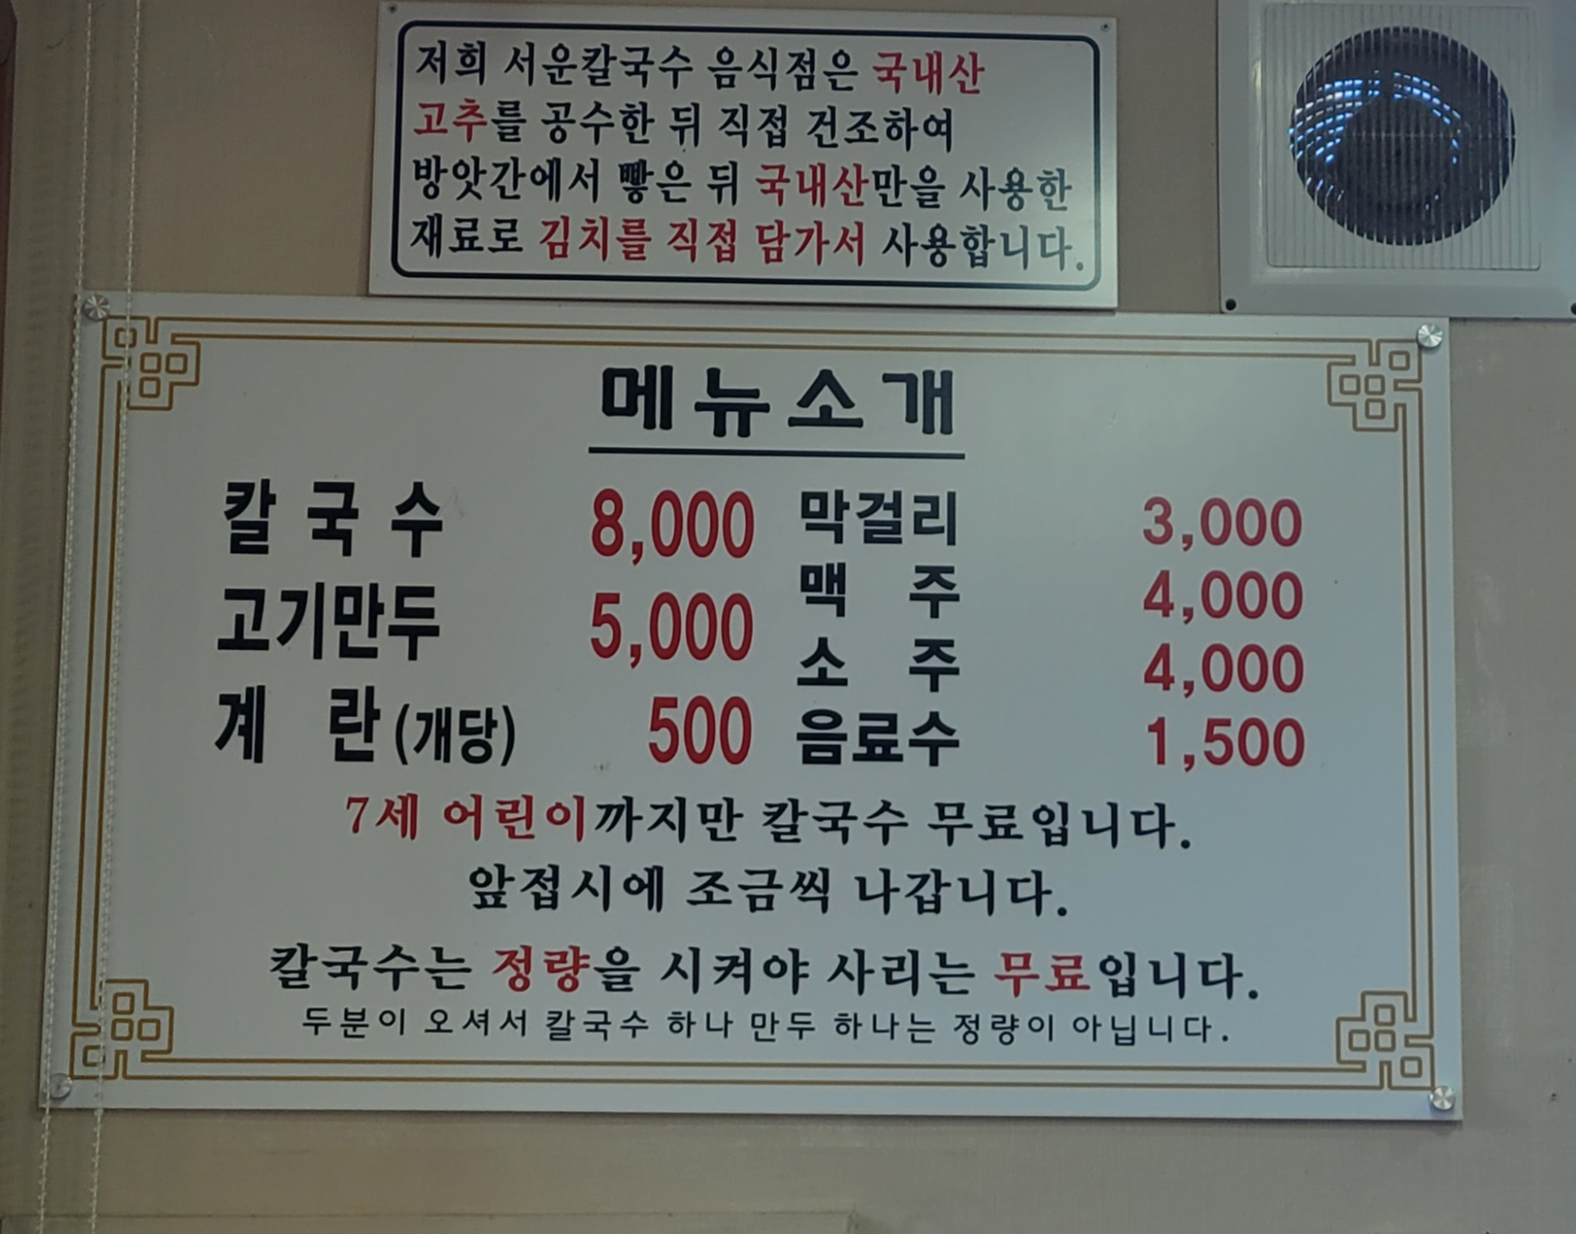 저희 서운칼국수 음식점은 국내산
고추를 공수한 뒤 직접 건조하여
방앗간에서 빻은 뒤 국내산만을 사용한
재료로 김치를 직접 담가서 사용합니다.
메뉴소개
칼국수 8,000
고기만두 5,000
계란(개당) 500
막걸리 3,000
맥주 4,000
소주 4,000
음료수 1,500
7세 어린이까지만 칼국수 무료입니다.
앞접시에 조금씩 나갑니다.
칼국수는 정량을 시켜야 사리는 무료입니다.
두분이 오셔서 칼국수 하나 만두 하나는 정량이 아닙니다.